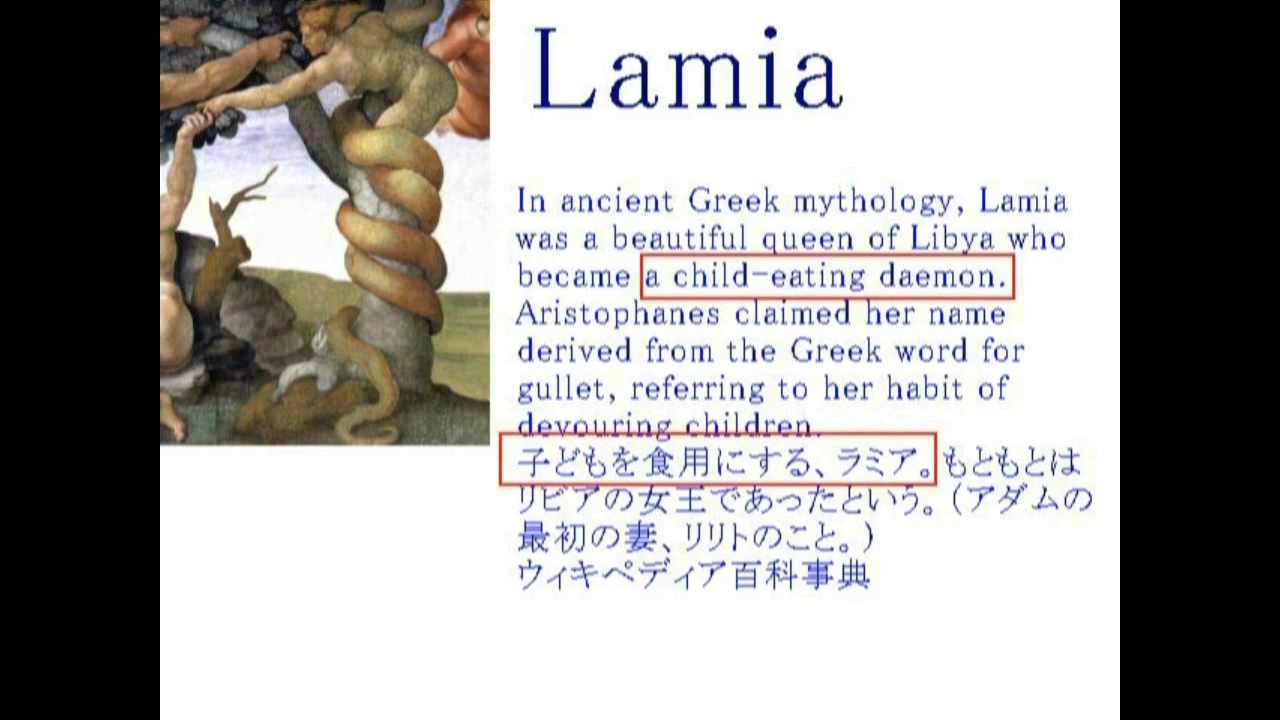 Lamia
In ancient Greek mythology, Lamia
was a beautiful queen of Libya who
became a child-eating daemon.
Aristophanes claimed her name
derived from the Greek word for
gullet, referring to her habit of
devouring children.
子どもを食用にする、ラミア。もともとは
リビアの女王であったという。(アダムの
最初の妻、リリトのこと。)
ウィキペディア百科事典